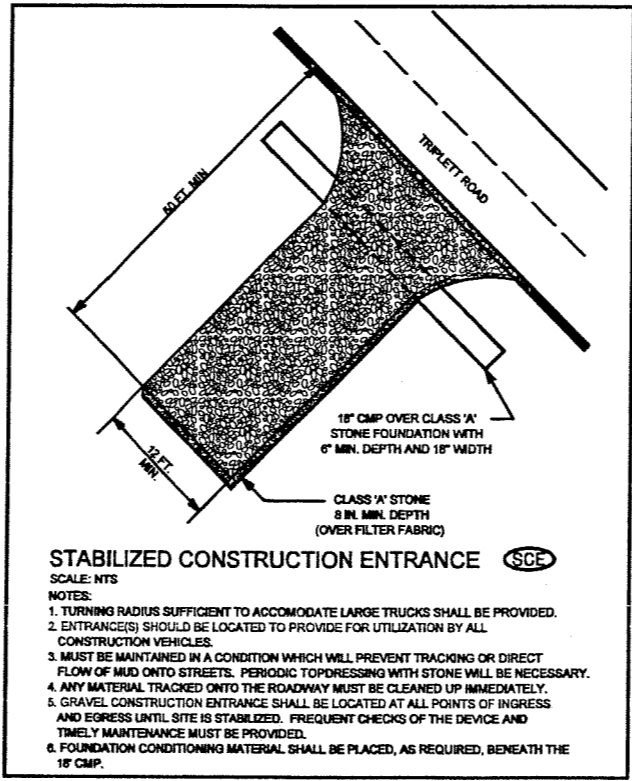 TRIPLETT ROAD
50 FT. MIN
12 FT.
MIN.
18" CMP OVER CLASS 'A'
STONE FOUNDATION WITH
6" MIN. DEPTH AND 18" WIDTH
CLASS 'A' STONE
8 IN. MIN. DEPTH
(OVER FILTER FABRIC)
STABILIZED CONSTRUCTION ENTRANCE SCE
SCALE: NTS
NOTES:
1. TURNING RADIUS SUFFICIENT TO ACCOMODATE LARGE TRUCKS SHALL BE PROVIDED.
2. ENTRANCE(S) SHOULD BE LOCATED TO PROVIDE FOR UTILIZATION BY ALL
CONSTRUCTION VEHICLES.
3. MUST BE MAINTAINED IN A CONDITION WHICH WILL PREVENT TRACKING OR DIRECT
FLOW OF MUD ONTO STREETS. PERIODIC TOPDRESSING WITH STONE WILL BE NECESSARY.
4. ANY MATERIAL TRACKED ONTO THE ROADWAY MUST BE CLEANED UP IMMEDIATELY.
5. GRAVEL CONSTRUCTION ENTRANCE SHALL BE LOCATED AT ALL POINTS OF INGRESS
AND EGRESS UNTIL SITE IS STABILIZED. FREQUENT CHECKS OF THE DEVICE AND
TIMELY MAINTENANCE MUST BE PROVIDED.
6. FOUNDATION CONDITIONING MATERIAL SHALL BE PLACED, AS REQUIRED, BENEATH THE
18" CMP.